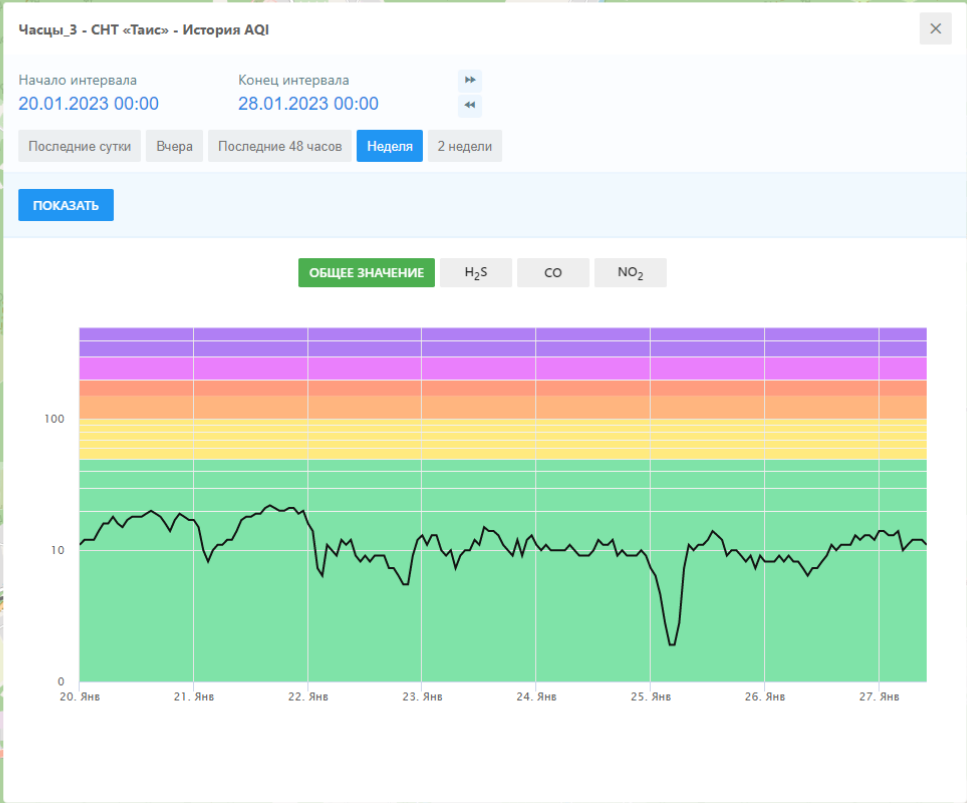 Часцы_3 - СНТ «Таис» - История AQI
Начало интервала
Конец интервала
20.01.2023 00:00
28.01.2023 00:00
Последние сутки
Вчера
Последние 48 часов
Неделя
2 недели
ПОКАЗАТЬ
ОБЩЕЕ ЗНАЧЕНИЕ
H₂S
CO
NO₂
100
10
0
20. Янв
21. Янв
22. Янв
23. Янв
24. Янв
25. Янв
26. Янв
27. Янв